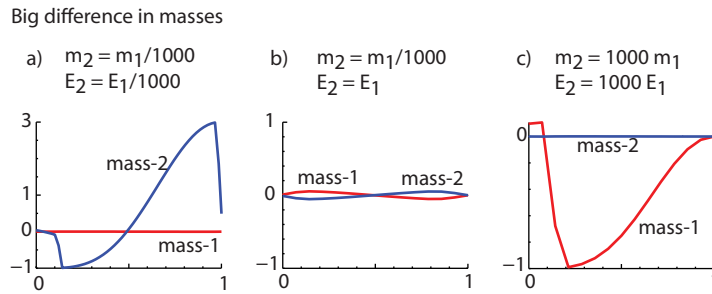 Big difference in masses
a) m₂ = m₁/1000
E₂ = E₁/1000
b) m₂ = m₁/1000
E₂ = E₁
c) m₂ = 1000 m₁
E₂ = 1000 E₁
3
1
0
−1
0
1
mass-2
mass-1
1
0
−1
0
1
mass-1
mass-2
0
−1
0
mass-2
mass-1